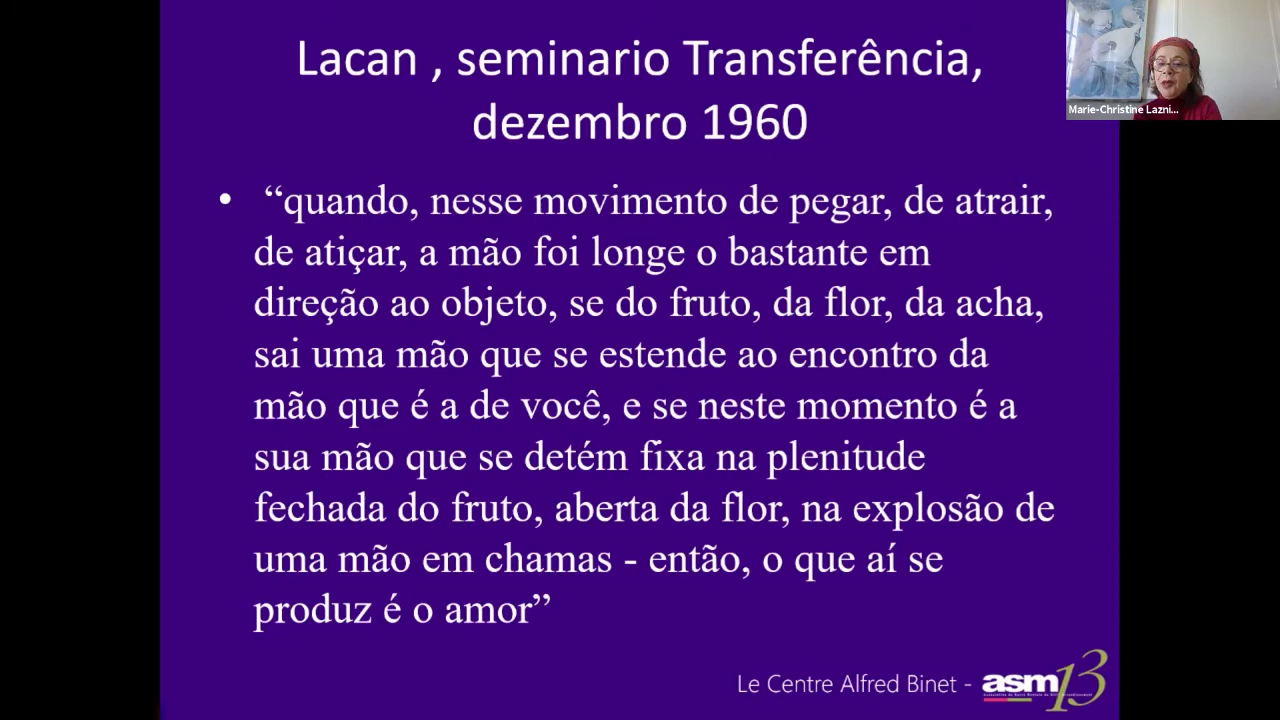 Lacan , seminario Transferência,
dezembro 1960
Marie-Christine Lazni...
• “quando, nesse movimento de pegar, de atrair,
de atiçar, a mão foi longe o bastante em
direção ao objeto, se do fruto, da flor, da acha,
sai uma mão que se estende ao encontro da
mão que é a de você, e se neste momento é a
sua mão que se detém fixa na plenitude
fechada do fruto, aberta da flor, na explosão de
uma mão em chamas - então, o que aí se
produz é o amor”
Le Centre Alfred Binet - asm13